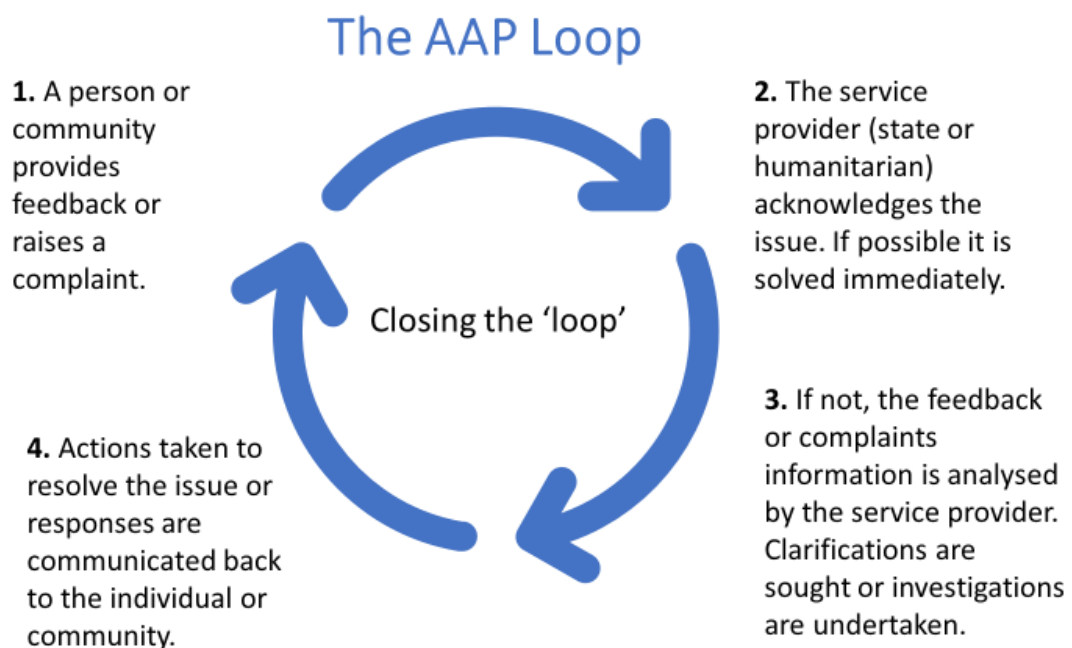 The AAP Loop
1. A person or
community
provides
feedback or
raises a
complaint.
2. The service
provider (state or
humanitarian)
acknowledges the
issue. If possible it is
solved immediately.
Closing the ‘loop’
3. If not, the feedback
or complaints
information is analysed
by the service provider.
Clarifications are
sought or investigations
are undertaken.
4. Actions taken to
resolve the issue or
responses are
communicated back
to the individual or
community.